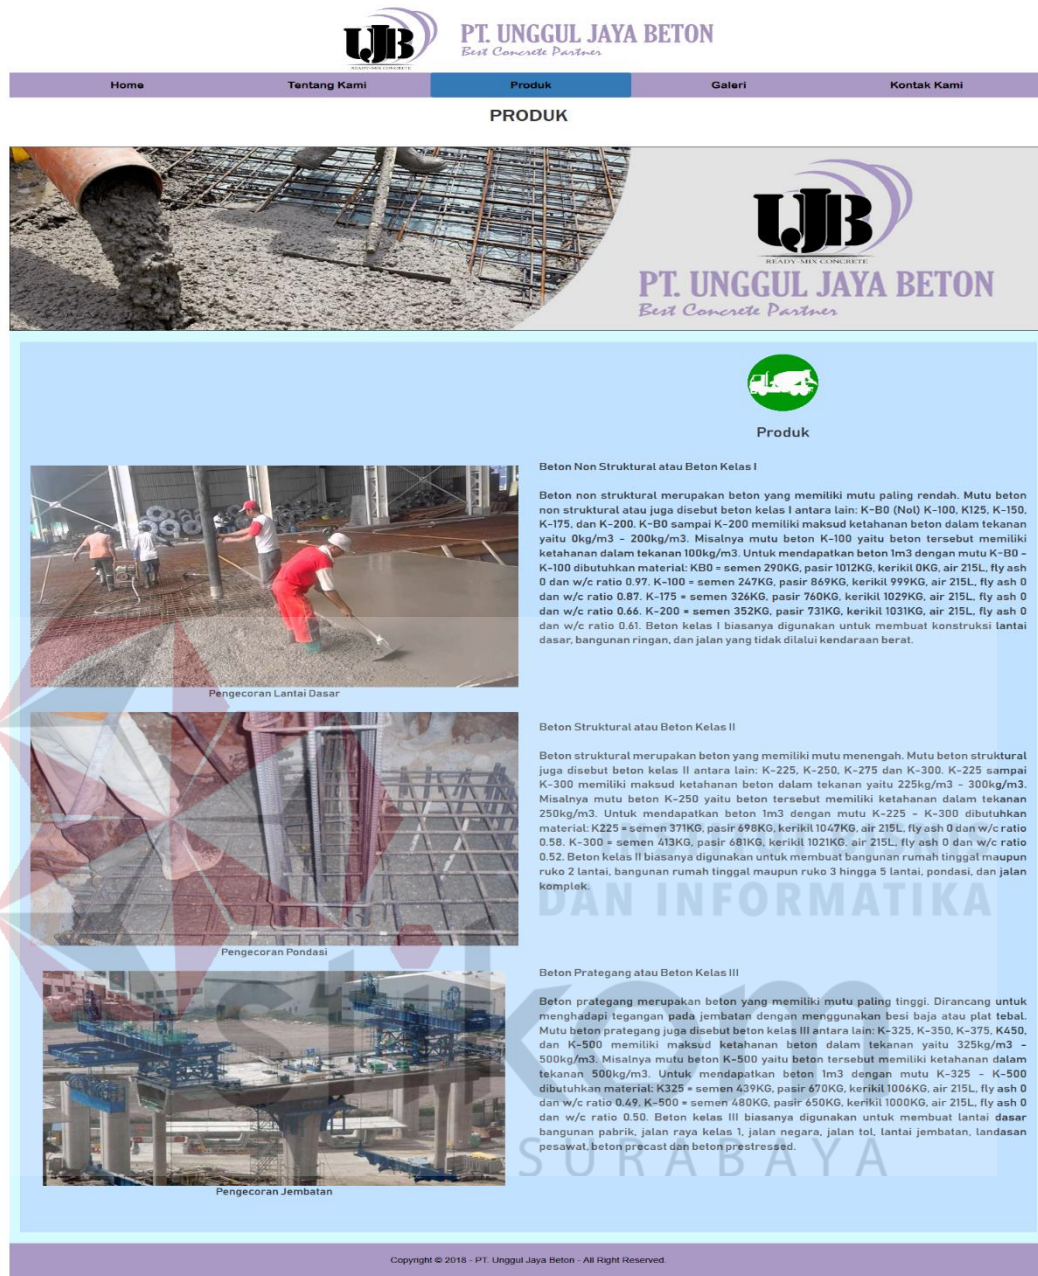 UJB
READY-MIX CONCRETE
PT. UNGGUL JAYA BETON
Best Concrete Partner
Home
Tentang Kami
Produk
Galeri
Kontak Kami
PRODUK
UJB
READY-MIX CONCRETE
PT. UNGGUL JAYA BETON
Best Concrete Partner
Produk
Beton Non Struktural atau Beton Kelas I
Beton non struktural merupakan beton yang memiliki mutu paling rendah. Mutu beton
non struktural atau juga disebut beton kelas I antara lain: K-B0 (Nol) K-100, K125, K-150,
K-175, dan K-200. K-B0 sampai K-200 memiliki maksud ketahanan beton dalam tekanan
yaitu 0kg/m3 - 200kg/m3. Misalnya mutu beton K-100 yaitu beton tersebut memiliki
ketahanan dalam tekanan 100kg/m3. Untuk mendapatkan beton 1m3 dengan mutu K-B0 -
K-100 dibutuhkan material: KB0 = semen 290KG, pasir 1012KG, kerikil 0KG, air 215L, fly ash
0 dan w/c ratio 0.97. K-100 = semen 247KG, pasir 869KG, kerikil 999KG, air 215L, fly ash 0
dan w/c ratio 0.87. K-175 = semen 326KG, pasir 760KG, kerikil 1029KG, air 215L, fly ash 0
dan w/c ratio 0.66. K-200 = semen 352KG, pasir 731KG, kerikil 1031KG, air 215L, fly ash 0
dan w/c ratio 0.61. Beton kelas I biasanya digunakan untuk membuat konstruksi lantai
dasar, bangunan ringan, dan jalan yang tidak dilalui kendaraan berat.
Pengecoran Lantai Dasar
Beton Struktural atau Beton Kelas II
Beton struktural merupakan beton yang memiliki mutu menengah. Mutu beton struktural
juga disebut beton kelas II antara lain: K-225, K-250, K-275 dan K-300. K-225 sampai
K-300 memiliki maksud ketahanan beton dalam tekanan yaitu 225kg/m3 - 300kg/m3.
Misalnya mutu beton K-250 yaitu beton tersebut memiliki ketahanan dalam tekanan
250kg/m3. Untuk mendapatkan beton 1m3 dengan mutu K-225 - K-300 dibutuhkan
material: K225 = semen 371KG, pasir 698KG, kerikil 1047KG, air 215L, fly ash 0 dan w/c ratio
0.58. K-300 = semen 413KG, pasir 681KG, kerikil 1021KG, air 215L, fly ash 0 dan w/c ratio
0.52. Beton kelas II biasanya digunakan untuk membuat bangunan rumah tinggal maupun
ruko 2 lantai, bangunan rumah tinggal maupun ruko 3 hingga 5 lantai, pondasi, dan jalan
komplek.
DAN INFORMATIKA
Pengecoran Pondasi
stikom
Beton Prategang atau Beton Kelas III
Beton prategang merupakan beton yang memiliki mutu paling tinggi. Dirancang untuk
menghadapi tegangan pada jembatan dengan menggunakan besi baja atau plat tebal.
Mutu beton prategang juga disebut beton kelas III antara lain: K-325, K-350, K-375, K450,
dan K-500 memiliki maksud ketahanan beton dalam tekanan yaitu 325kg/m3 -
500kg/m3. Misalnya mutu beton K-500 yaitu beton tersebut memiliki ketahanan dalam
tekanan 500kg/m3. Untuk mendapatkan beton 1m3 dengan mutu K-325 - K-500
dibutuhkan material: K325 = semen 439KG, pasir 670KG, kerikil 1006KG, air 215L, fly ash 0
dan w/c ratio 0.49. K-500 = semen 480KG, pasir 650KG, kerikil 1000KG, air 215L, fly ash 0
dan w/c ratio 0.50. Beton kelas III biasanya digunakan untuk membuat lantai dasar
bangunan pabrik, jalan raya kelas 1, jalan negara, jalan tol, lantai jembatan, landasan
pesawat, beton precast dan beton prestressed.
SURABAYA
Pengecoran Jembatan
Copyright © 2018 - PT. Unggul Jaya Beton - All Right Reserved.